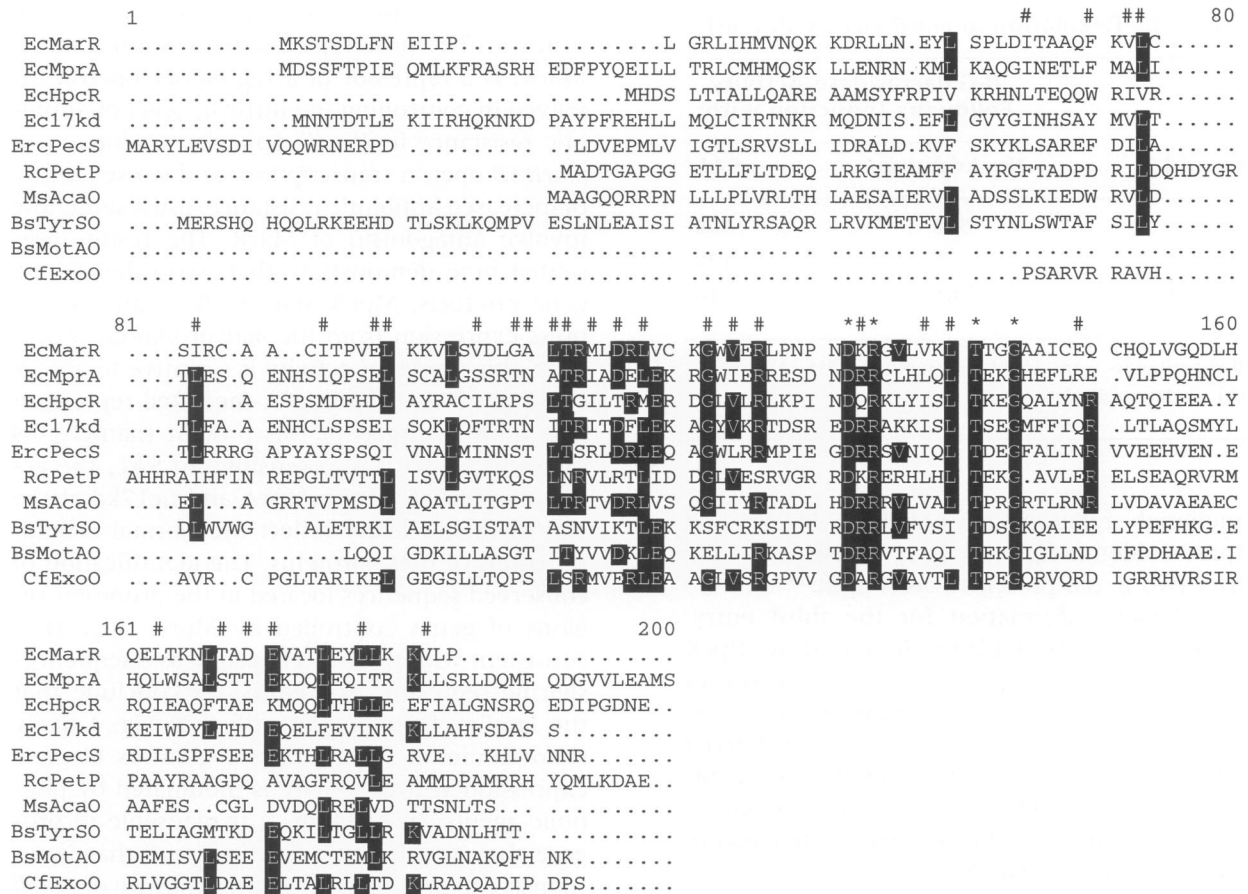 1 # # ## 80
EcMarR .......... ..MKSTSDLFN EIIP...... ..........L GRLIHMVNQK KDRLLN.EYL SPLDITAAQF KVLC......
EcMprA .......... ..MDSSFTPIE QMLKFRASRH EDFPYQEILL TRLCMHMQSK LLENRN.KML KAQGINETLF MALI......
EcHpcR .......... .......... .......... .......MHDS LTIALLQARE AAMSYFRPIV KRHNLTEQQW RIVR......
Ec17kd .......... ...MNNTDTLE KIIRHQKNKD PAYPFREHLL MQLCIRTNKR MQDNIS.EFL GVYGINHSAY MVLT......
ErcPecS MARYLEVSDI VQQWRNERPD .......... ....LDVEPMLV IGTLSRVSLL IDRALD.KVF SKYKLSAREF DILA......
RcPetP .......... .......... .......... ..MADTGAPGG ETLLFLTDEQ LRKGIEAMFF AYRGFTADPD RILDQHDYGR
MsAcaO .......... .......... .......... .MAAGQQRRPN LLLPLVRLTH LAESAIERVL ADSSLKIEDW RVLD......
BsTyrSO ....MERSHQ HQQLRKEEHD TLSKLKQMPV ESLNLEAISI ATNLYRSAQR LRVKMETEVL STYNLSWTAF SILY......
BsMotAO .......... .......... .......... .......... .......... .......... .......... ..........
CfExoO .......... .......... .......... .......... .......... .......... ....PSARVR RAVH......
81 # # ## # ## ## # # # # # # *# * # # * * # 160
EcMarR ....SIRC.A A..CITPVEL KKVLSVDLGA LTRMLDRLVC KGWVERLPNP NDKRGVLVKL TTGGAAICEQ CHQLVGQDLH
EcMprA ....TLES.Q ENHSIQPSEL SCALGSSRTN ATRIADELEK RGWIERRESD NDRRCLHLQL TEKGHEFLRE .VLPPQHNCL
EcHpcR ....IL...A ESPSMDFHDL AYRACILRPS LTGILTRMER DGLVLRLKPI NDQRKLYISL TKEGQALYNR AQTQIEEA.Y
Ec17kd ....TLFA.A ENHCLSPSEI SQKLQFTRTN ITRITDFLEK AGYVKRTDSR EDRRAKKISL TSEGMFFIQR .LTLAQSMYL
ErcPecS ....TLRRRG APYAYSPSQI VNALMINNST LTSRLDRLEQ AGWLRRMPIE GDRRSVNIQL TDEGFALINR VVEEHVEN.E
RcPetP AHHRAIHFIN REPGLTVTTL ISVLGVTKQS LNRVLRTLID DGLVESRVGR RDKRERHLHL TEKG.AVLER ELSEAQRVRM
MsAcaO ....EL...A GRRTVPMSDL AQATLITGPT LTRTVDRLVS QGIIYRTADL HDRRRVLVAL TPRGRTLRNR LVDAVAEAEC
BsTyrSO ....DLWVWG ...ALETRKI AELSGISTAT ASNVIKTLEK KSFCRKSIDT RDRRLVFVSI TDSGKQAIEE LYPEFHKG.E
BsMotAO .......... ......LQQI GDKILLASGT ITYVVDKLEQ KELLIRKASP TDRRVTFAQI TEKGIGLLND IFPDHAAE.I
CfExoO ....AVR..C PGLTARIKEL GEGSLLTQPS LSRMVERLEA AGLVSRGPVV GDARGVAVTL TPEGQRVQRD IGRRHVRSIR
161 # # # # # # # 200
EcMarR QELTKNLTAD EVATLEYLLK KVLP...... ..........
EcMprA HQLWSALSTT EKDQLEQITR KLLSRLDQME QDGVVLEAMS
EcHpcR RQIEAQFTAE KMQQLTHLLE EFIALGNSRQ EDIPGDNE..
Ec17kd KEIWDYLTHD EQELFEVINK KLLAHFSDAS S.........
ErcPecS RDILSPFSEE EKTHLRALLG RVE...KHLV NNR.......
RcPetP PAAYRAAGPQ AVAGFRQVLE AMMDPAMRRH YQMLKDAE..
MsAcaO AAFES..CGL DVDQLRELVD TTSNLTS... ..........
BsTyrSO TELIAGMTKD EQKILTGLLR KVADNLHTT. ..........
BsMotAO DEMISVLSEE EVEMCTEMLK RVGLNAKQFH NK........
CfExoO RLVGGTLDAE ELTALRLLTD KLRAAQADIP DPS.......